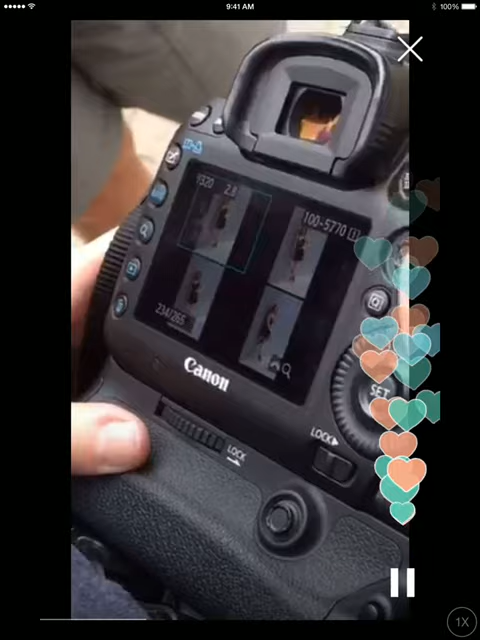 9:41 AM
100%
1/320 2.8
100-5770
234/265
Canon
SET
LOCK▶
LOCK
1X